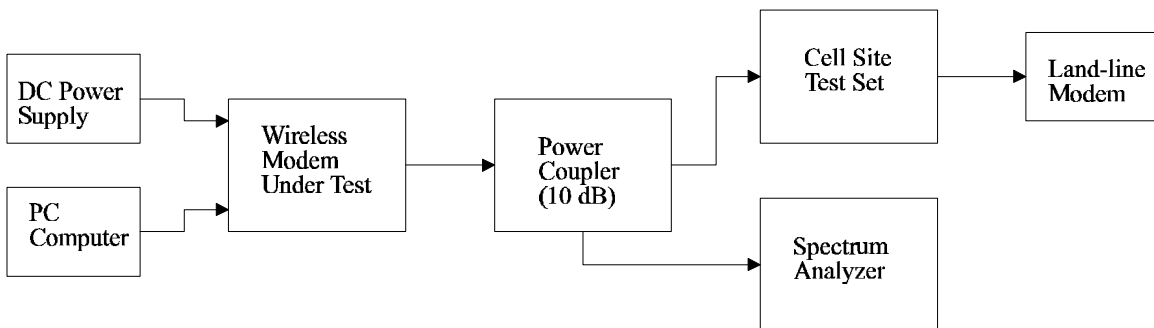 DC Power
Supply
PC
Computer
Wireless
Modem
Under Test
Power
Coupler
(10 dB)
Cell Site
Test Set
Spectrum
Analyzer
Land-line
Modem